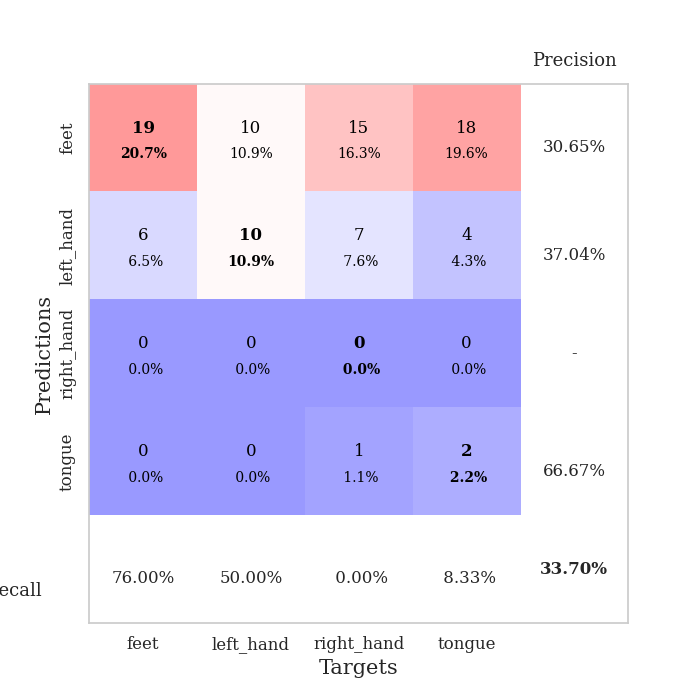 Precision
feet 19 10 15 18 30.65%
20.7% 10.9% 16.3% 19.6%
left_hand 6 10 7 4 37.04%
6.5% 10.9% 7.6% 4.3%
Predictions
right_hand 0 0 0 0 -
0.0% 0.0% 0.0% 0.0%
tongue 0 0 1 2 66.67%
0.0% 0.0% 1.1% 2.2%
ecall 76.00% 50.00% 0.00% 8.33% 33.70%
feet left_hand right_hand tongue
Targets